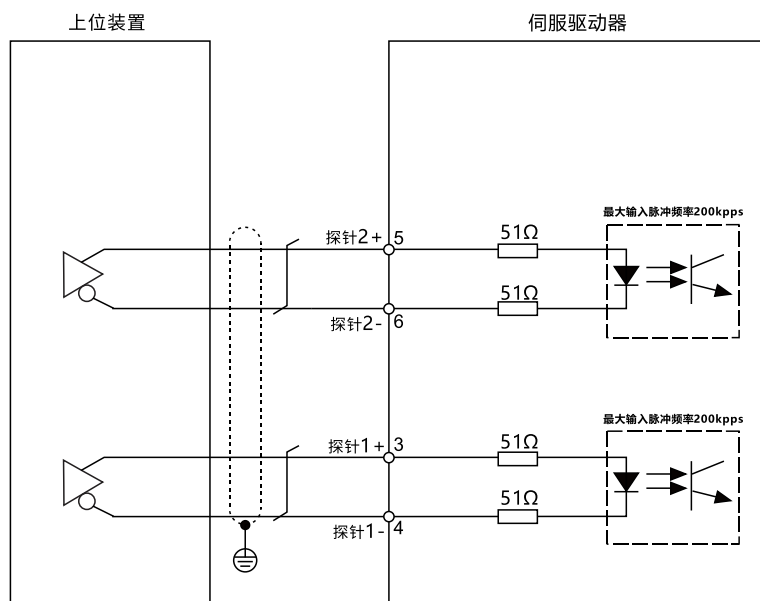 上位装置
伺服驱动器
最大输入脉冲频率200kpps
探针2+
5
51Ω
探针2-
6
51Ω
最大输入脉冲频率200kpps
探针1+
3
51Ω
探针1-
4
51Ω